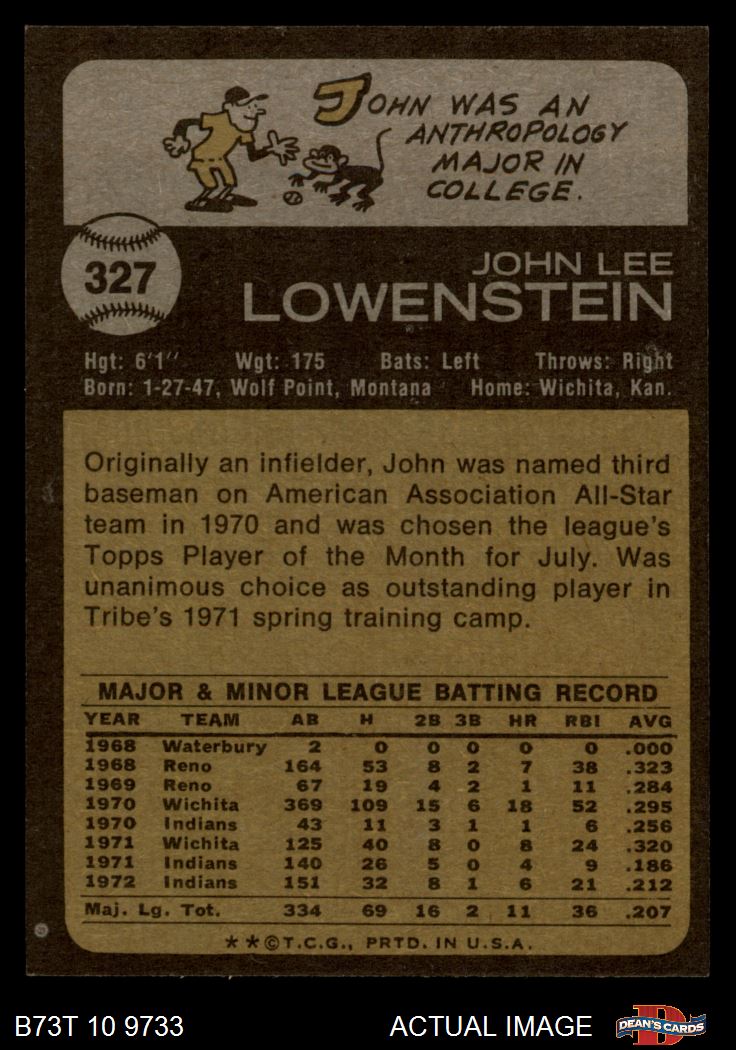 JOHN WAS AN
ANTHROPOLOGY
MAJOR IN
COLLEGE.
327
JOHN LEE
LOWENSTEIN
Hgt: 6'1" Wgt: 175 Bats: Left Throws: Right
Born: 1-27-47, Wolf Point, Montana Home: Wichita, Kan.
Originally an infielder, John was named third
baseman on American Association All-Star
team in 1970 and was chosen the league's
Topps Player of the Month for July. Was
unanimous choice as outstanding player in
Tribe's 1971 spring training camp.
MAJOR & MINOR LEAGUE BATTING RECORD
YEAR TEAM AB H 2B 3B HR RBI AVG
1968 Waterbury 2 0 0 0 0 0 .000
1968 Reno 164 53 8 2 7 38 .323
1969 Reno 67 19 4 2 1 11 .284
1970 Wichita 369 109 15 6 18 52 .295
1970 Indians 43 11 3 1 1 6 .256
1971 Wichita 125 40 8 0 8 24 .320
1971 Indians 140 26 5 0 4 9 .186
1972 Indians 151 32 8 1 6 21 .212
Maj. Lg. Tot. 334 69 16 2 11 36 .207
**©T.C.G., PRTD. IN U.S.A.
B73T 10 9733 ACTUAL IMAGE D DEAN'S CARDS